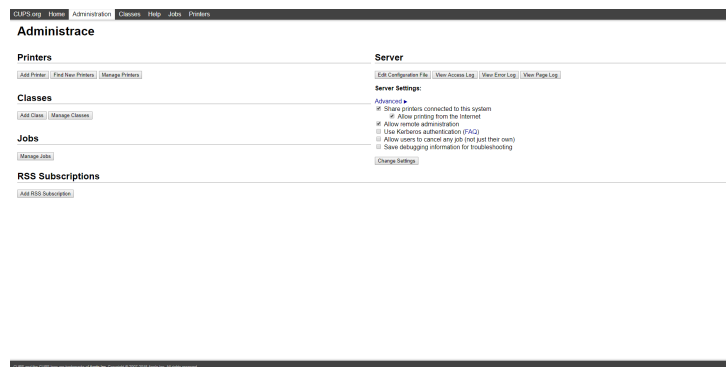 CUPS.org Home Administration Classes Help Jobs Printers
Administrace
Printers
Add Printer Find New Printers Manage Printers
Classes
Add Class Manage Classes
Jobs
Manage Jobs
RSS Subscriptions
Add RSS Subscription
Server
Edit Configuration File View Access Log View Error Log View Page Log
Server Settings:
Advanced ▸
Share printers connected to this system
Allow printing from the Internet
Allow remote administration
Use Kerberos authentication (FAQ)
Allow users to cancel any job (not just their own)
Save debugging information for troubleshooting
Change Settings